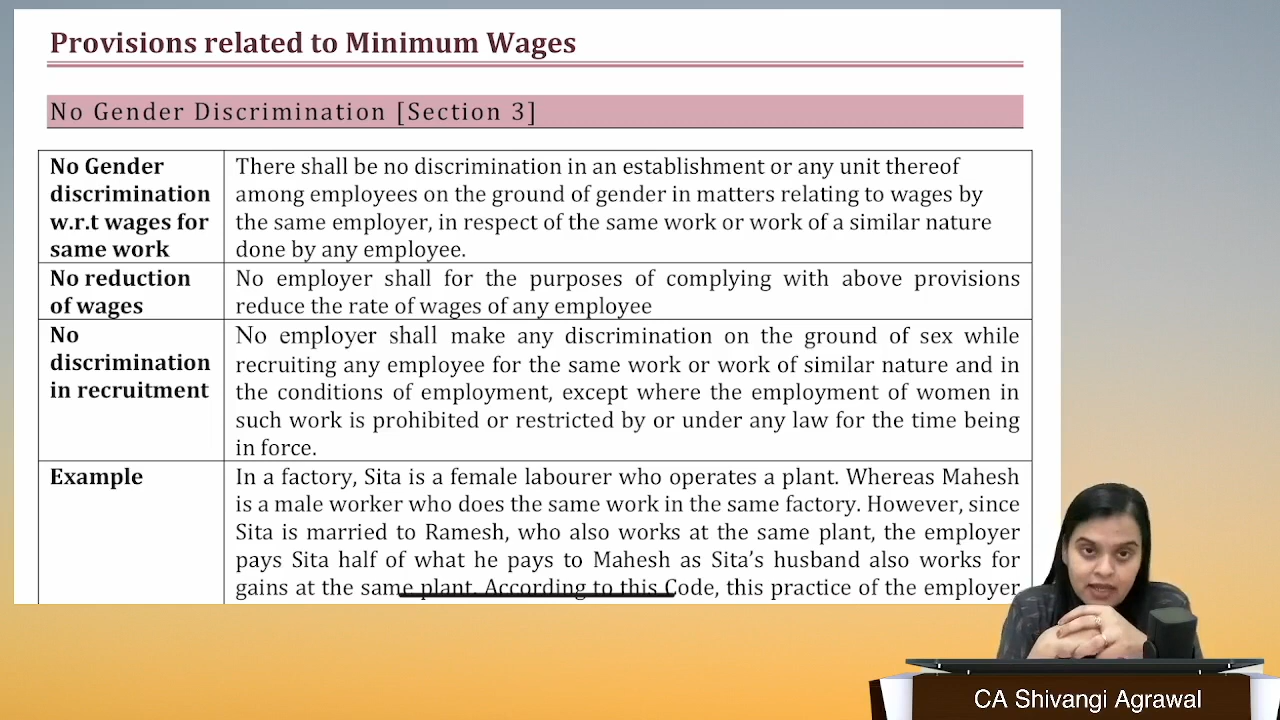 Provisions related to Minimum Wages
No Gender Discrimination [Section 3]
No Gender
discrimination
w.r.t wages for
same work
There shall be no discrimination in an establishment or any unit thereof
among employees on the ground of gender in matters relating to wages by
the same employer, in respect of the same work or work of a similar nature
done by any employee.
No reduction
of wages
No employer shall for the purposes of complying with above provisions
reduce the rate of wages of any employee
No
discrimination
in recruitment
No employer shall make any discrimination on the ground of sex while
recruiting any employee for the same work or work of similar nature and in
the conditions of employment, except where the employment of women in
such work is prohibited or restricted by or under any law for the time being
in force.
Example
In a factory, Sita is a female labourer who operates a plant. Whereas Mahesh
is a male worker who does the same work in the same factory. However, since
Sita is married to Ramesh, who also works at the same plant, the employer
pays Sita half of what he pays to Mahesh as Sita’s husband also works for
gains at the same plant. According to this Code, this practice of the employer
CA Shivangi Agrawal